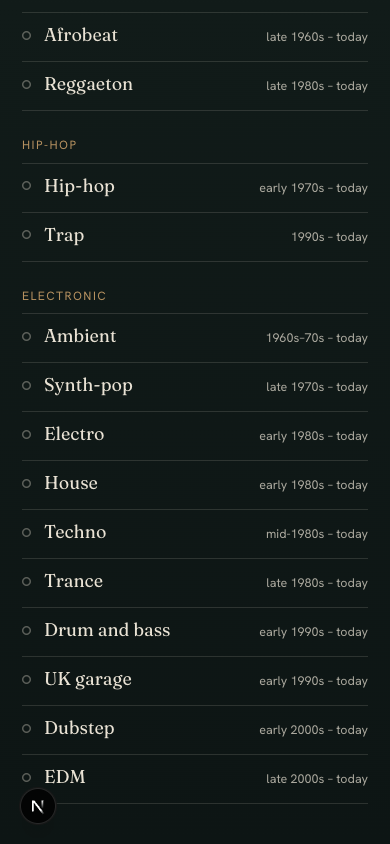 Afrobeat late 1960s – today
Reggaeton late 1980s – today
HIP-HOP
Hip-hop early 1970s – today
Trap 1990s – today
ELECTRONIC
Ambient 1960s–70s – today
Synth-pop late 1970s – today
Electro early 1980s – today
House early 1980s – today
Techno mid-1980s – today
Trance late 1980s – today
Drum and bass early 1990s – today
UK garage early 1990s – today
Dubstep early 2000s – today
EDM late 2000s – today
N